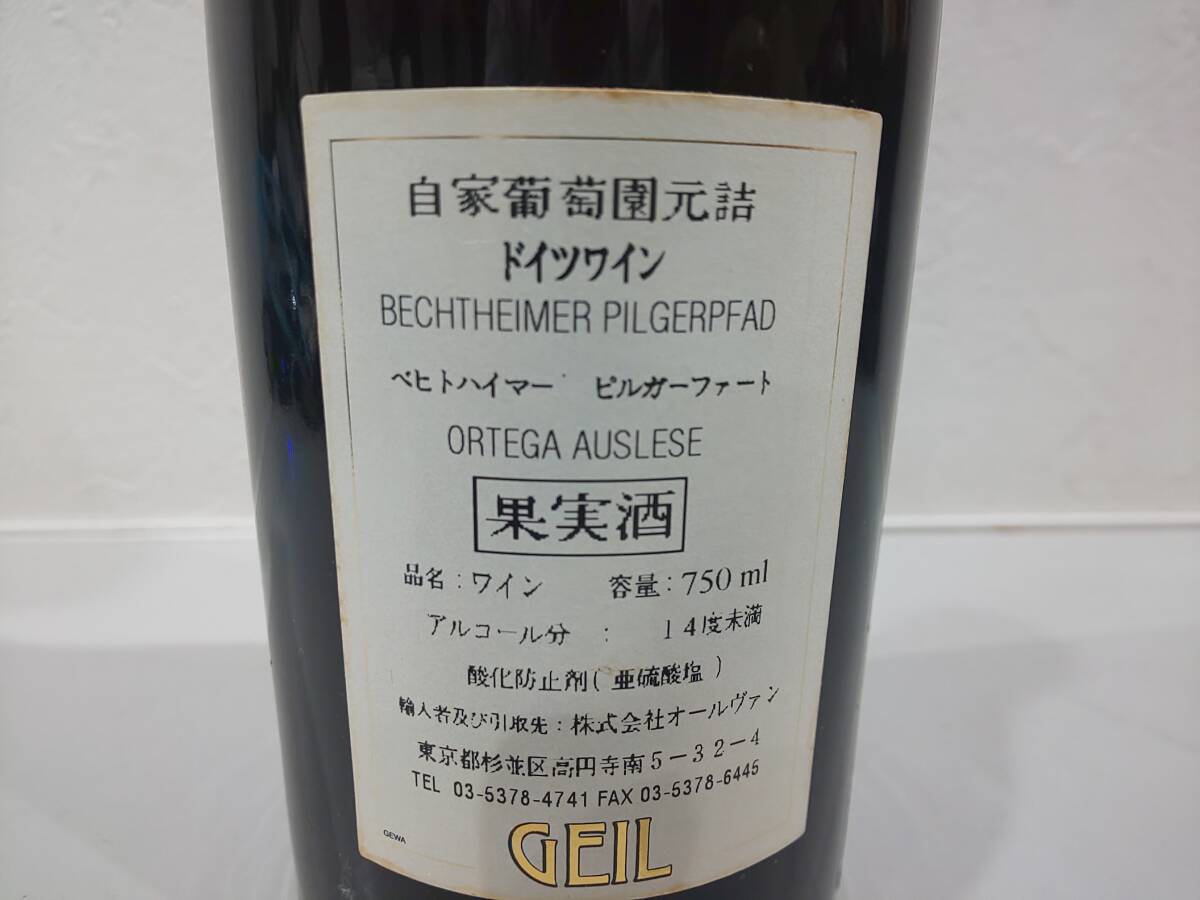 自家葡萄園元詰
ドイツワイン
BECHTHEIMER PILGERPFAD
ベヒトハイマー ピルガーファート
ORTEGA AUSLESE
果実酒
品名：ワイン 容量：750 ml
アルコール分 ： 14度未満
酸化防止剤（亜硫酸塩）
輸入者及び引取先：株式会社オールヴァン
東京都杉並区高円寺南5－32－4
TEL 03-5378-4741 FAX 03-5378-6445
GEWA
GEIL